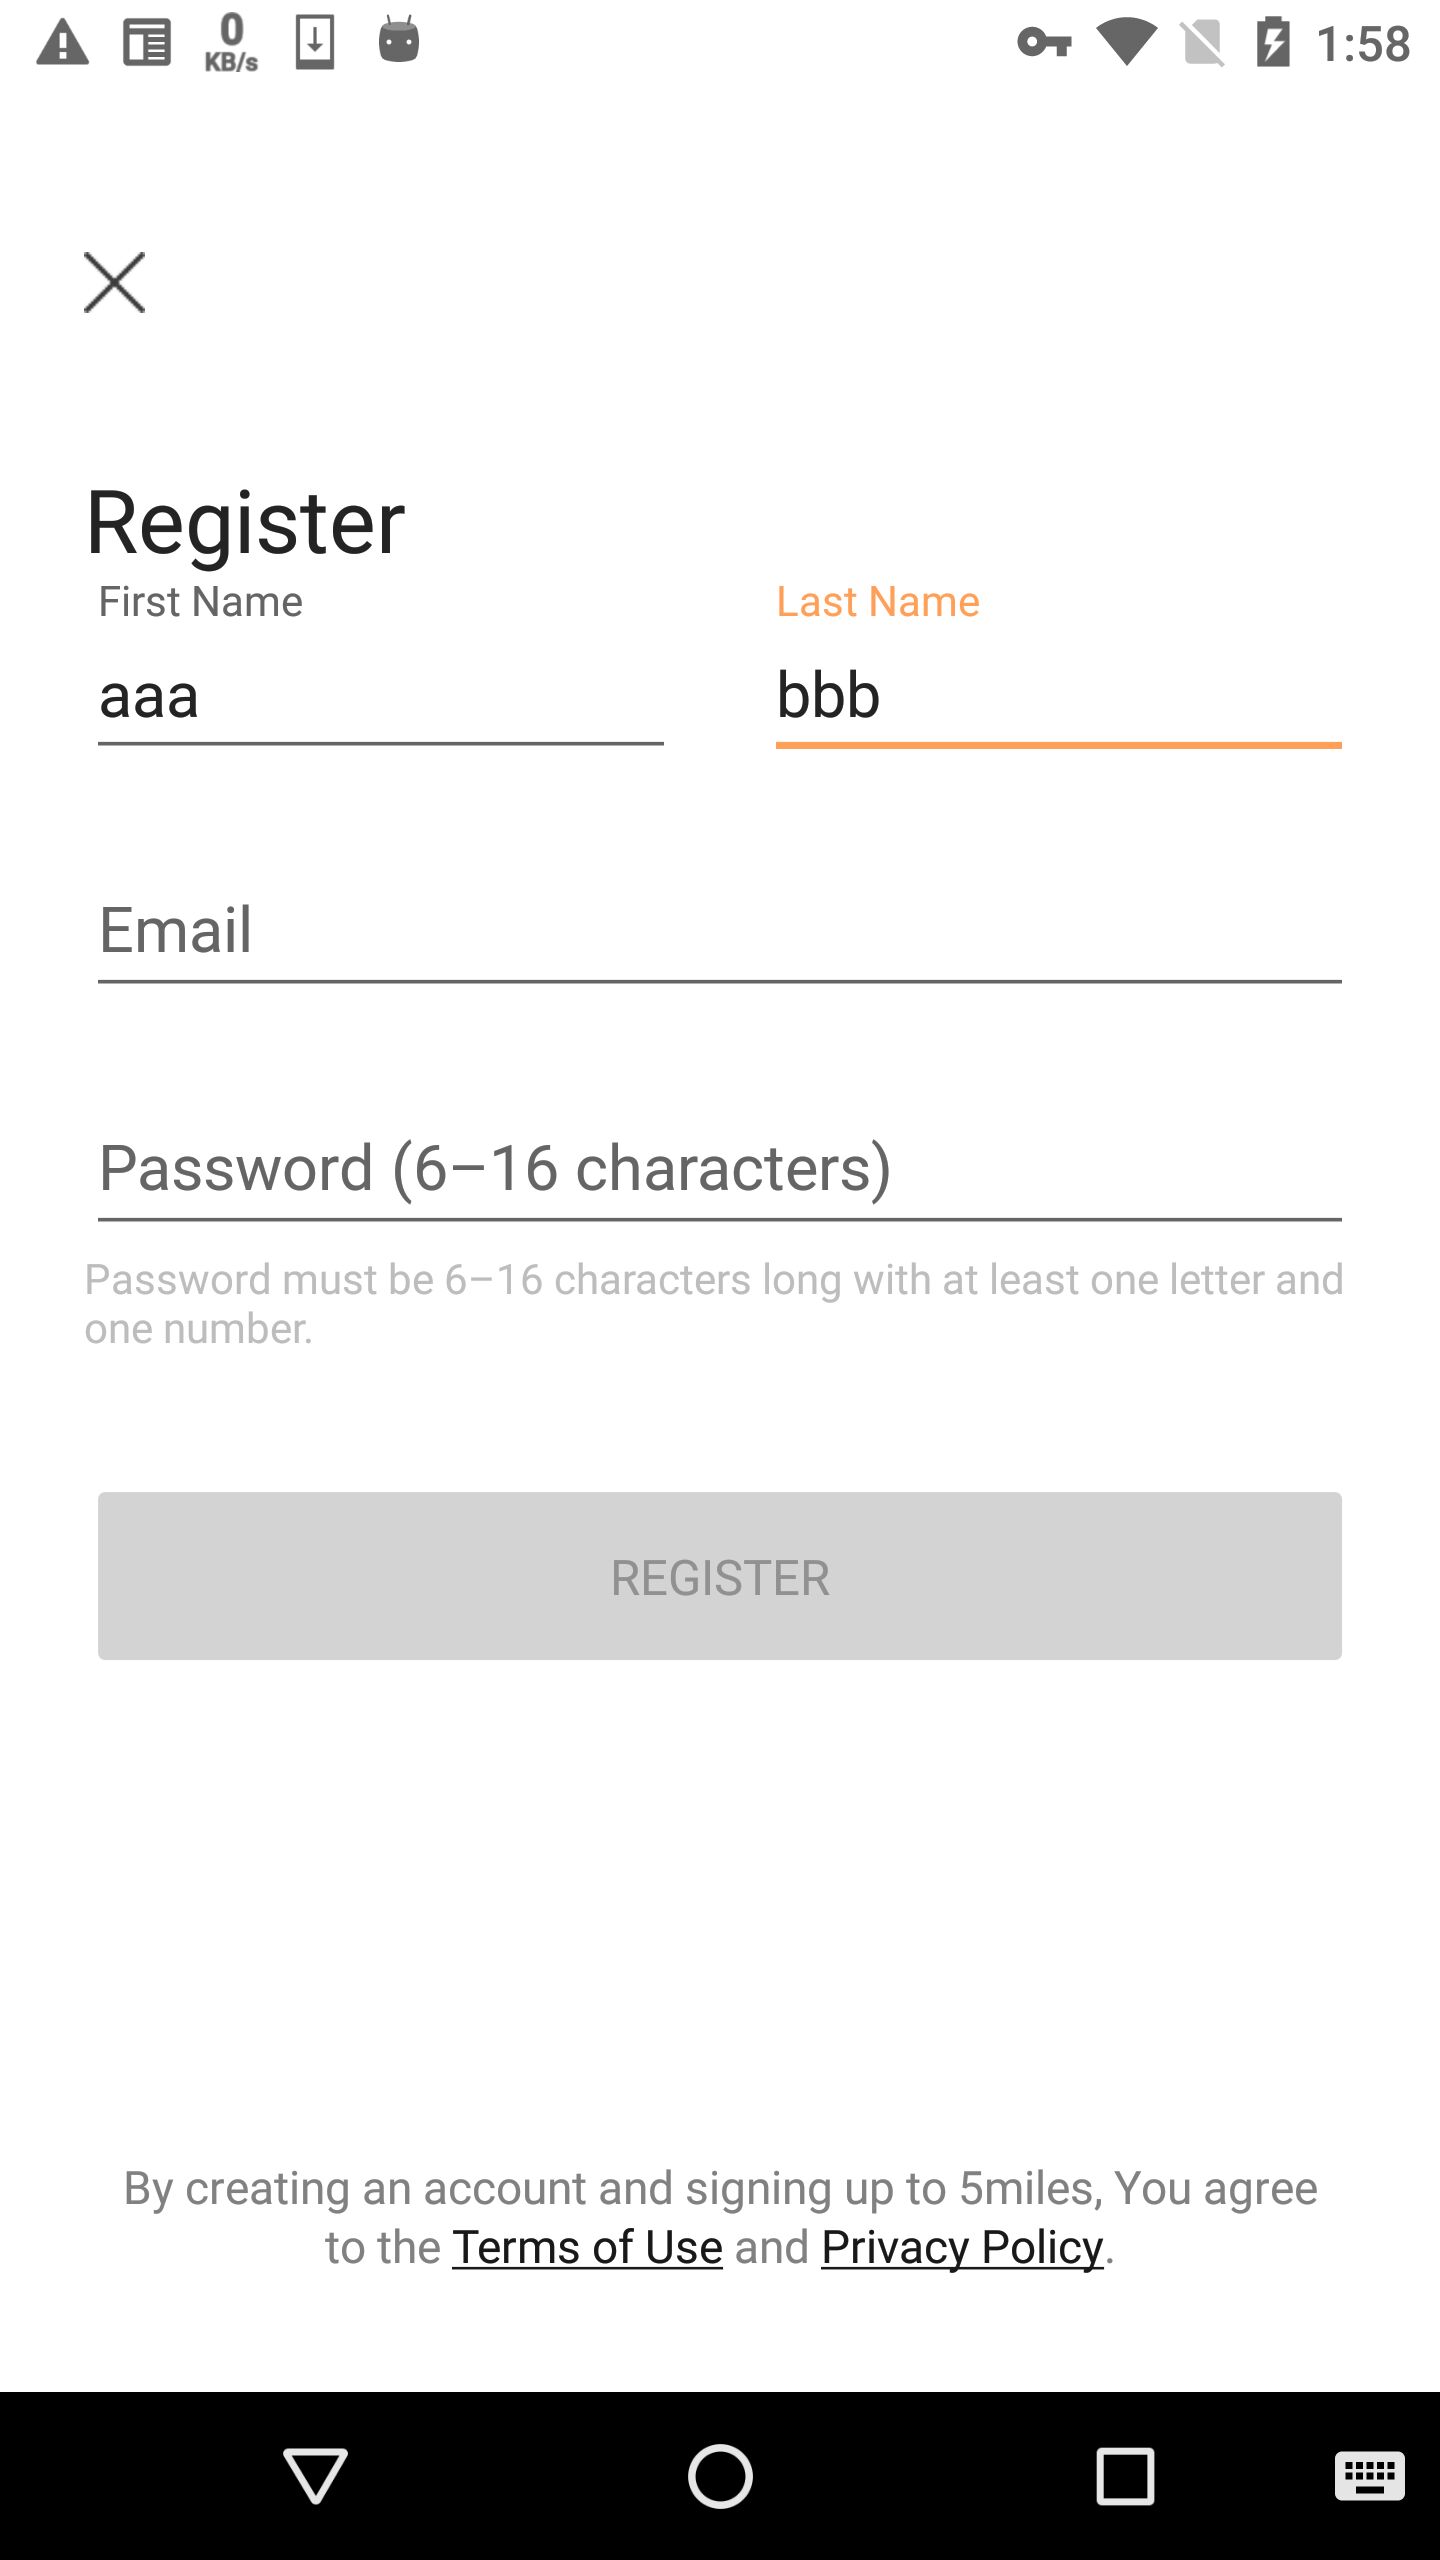 0
KB/s
1:58
Register
First Name
Last Name
aaa
bbb
Email
Password (6–16 characters)
Password must be 6–16 characters long with at least one letter and
one number.
REGISTER
By creating an account and signing up to 5miles, You agree
to the Terms of Use and Privacy Policy.